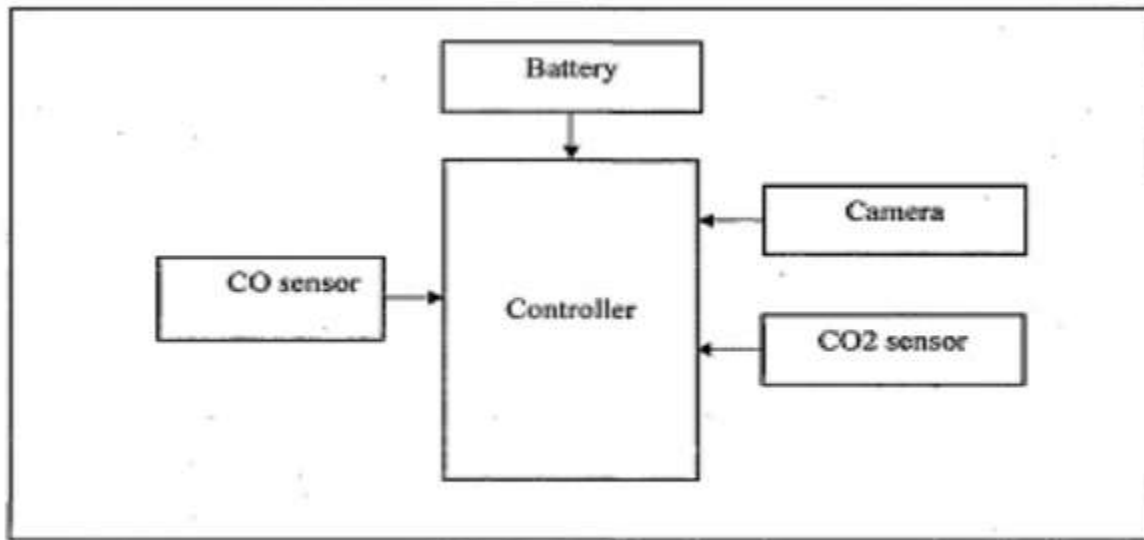 Battery
Camera
CO sensor
Controller
CO2 sensor